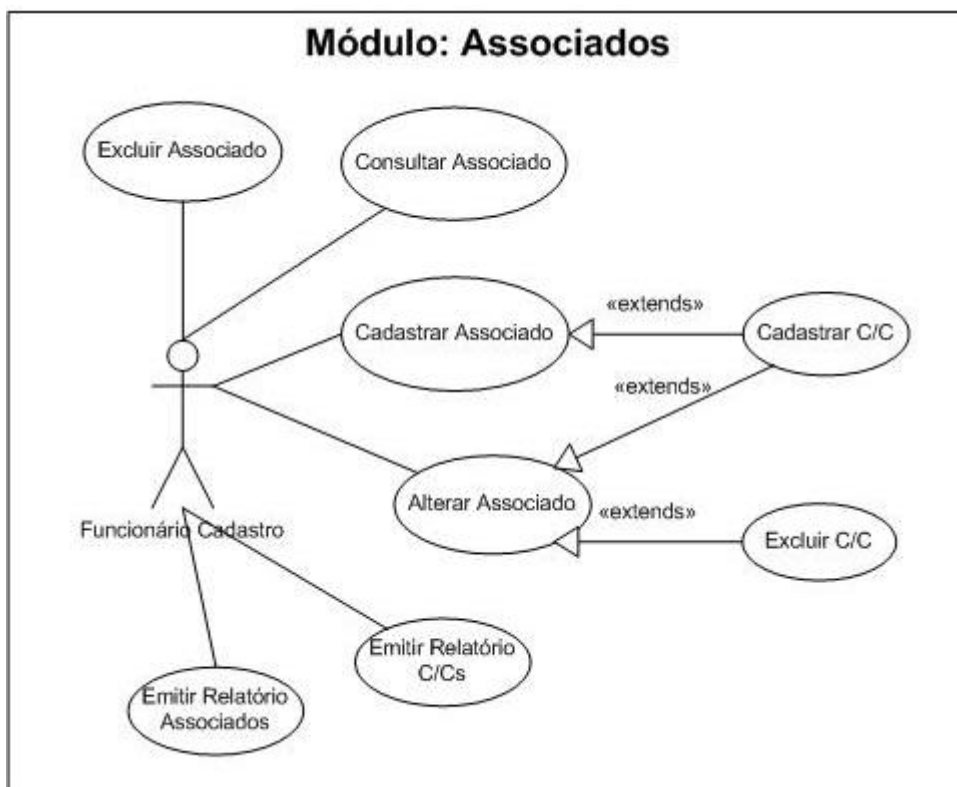 Módulo: Associados
Excluir Associado
Consultar Associado
Cadastrar Associado
«extends»
Cadastrar C/C
«extends»
Alterar Associado
«extends»
Excluir C/C
Funcionário Cadastro
Emitir Relatório
C/Cs
Emitir Relatório
Associados